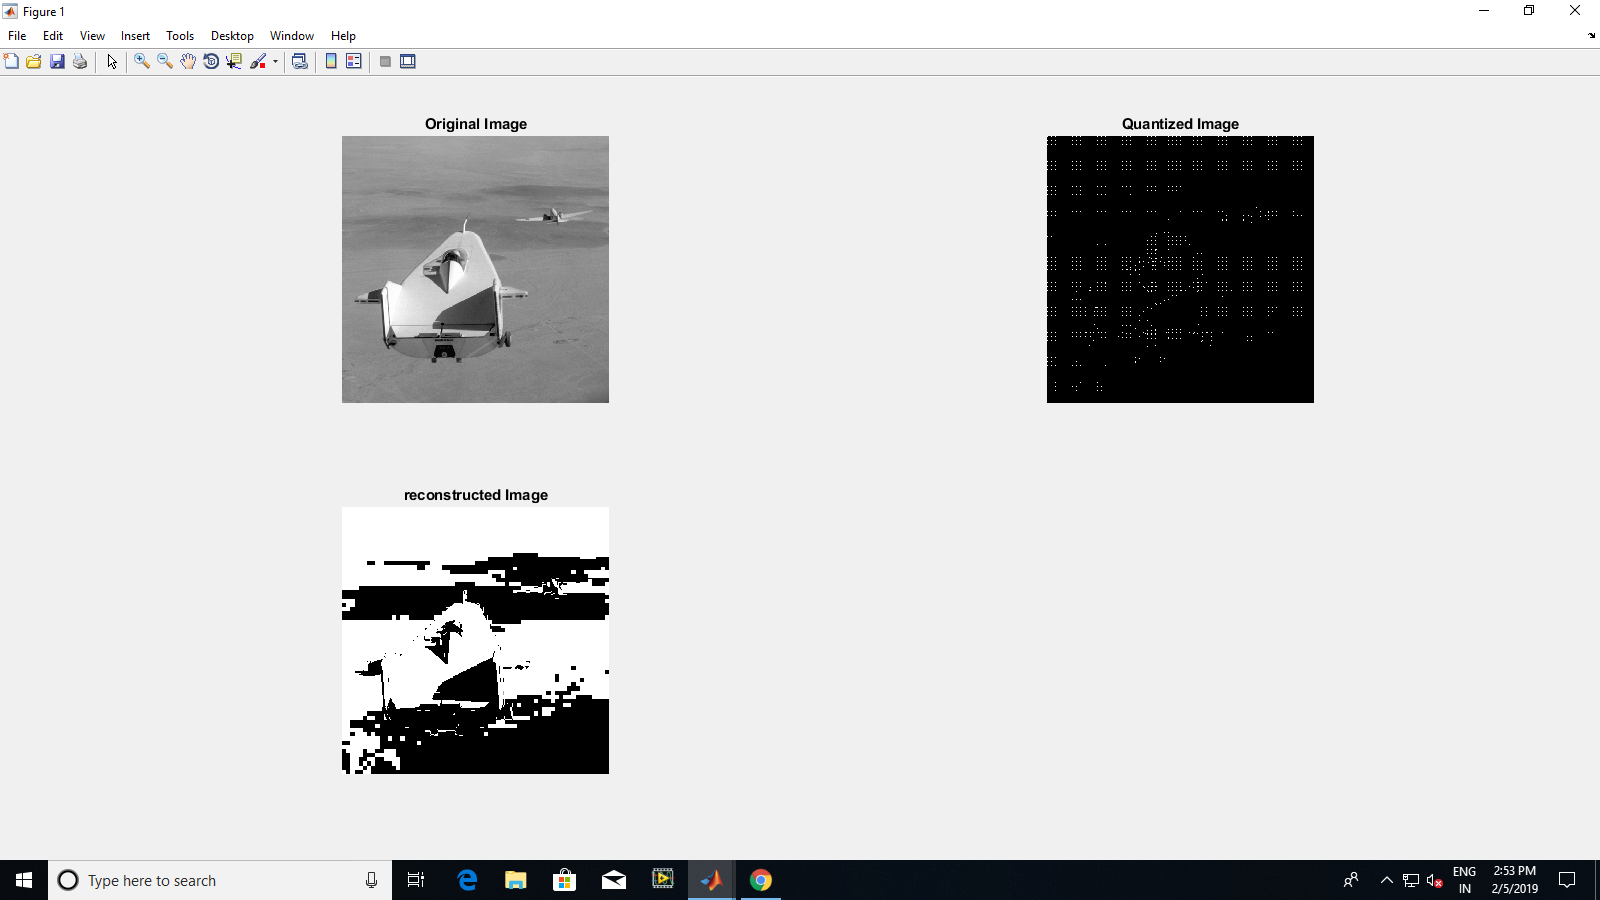 Figure 1
File Edit View Insert Tools Desktop Window Help
Original Image
Quantized Image
reconstructed Image
Type here to search
ENG
IN
2:53 PM
2/5/2019